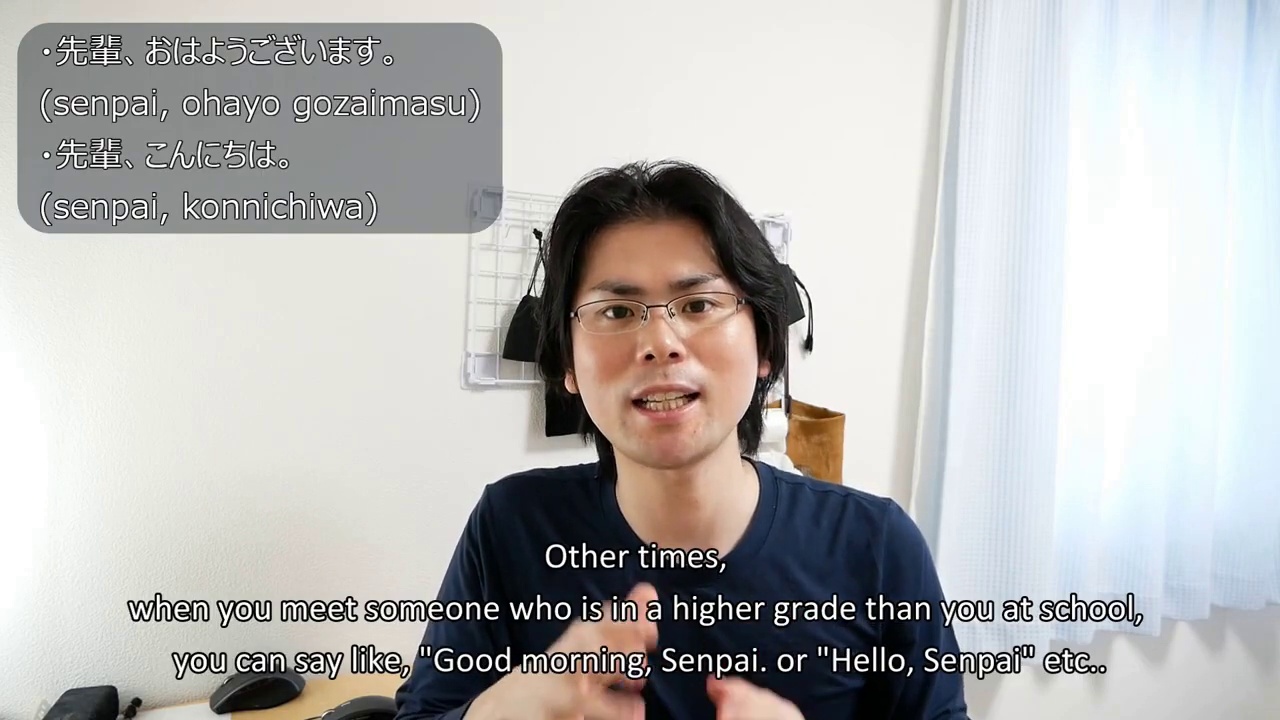 ・先輩、おはようございます。
(senpai, ohayo gozaimasu)
・先輩、こんにちは。
(senpai, konnichiwa)
Other times,
when you meet someone who is in a higher grade than you at school,
you can say like, "Good morning, Senpai. or "Hello, Senpai" etc..